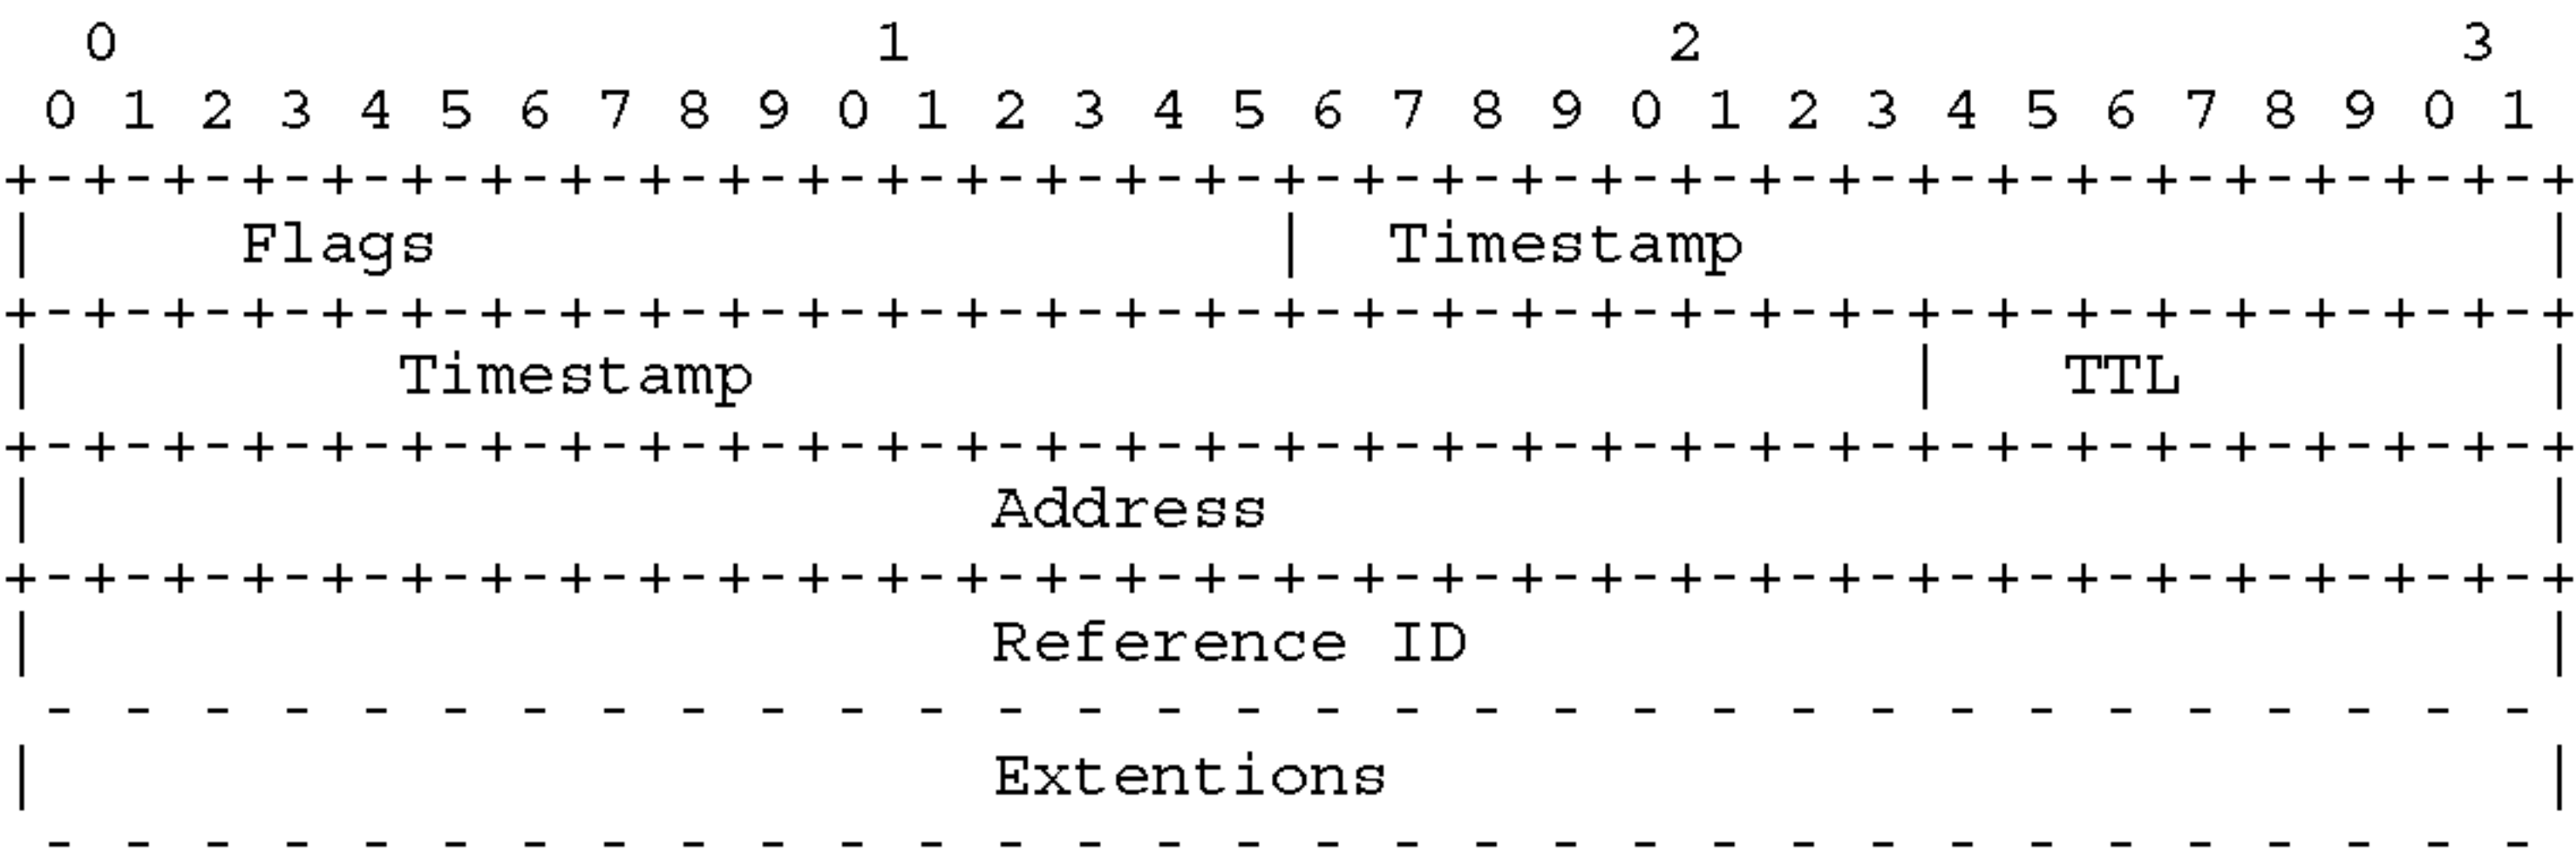 0 1 2 3
0 1 2 3 4 5 6 7 8 9 0 1 2 3 4 5 6 7 8 9 0 1 2 3 4 5 6 7 8 9 0 1
+-+-+-+-+-+-+-+-+-+-+-+-+-+-+-+-+-+-+-+-+-+-+-+-+-+-+-+-+-+-+-+-+
| Flags | Timestamp |
+-+-+-+-+-+-+-+-+-+-+-+-+-+-+-+-+-+-+-+-+-+-+-+-+-+-+-+-+-+-+-+-+
| Timestamp | TTL |
+-+-+-+-+-+-+-+-+-+-+-+-+-+-+-+-+-+-+-+-+-+-+-+-+-+-+-+-+-+-+-+-+
| Address |
+-+-+-+-+-+-+-+-+-+-+-+-+-+-+-+-+-+-+-+-+-+-+-+-+-+-+-+-+-+-+-+-+
| Reference ID |
- - - - - - - - - - - - - - - - - - - - - - - - - - - - - - - -
| Extentions |
- - - - - - - - - - - - - - - - - - - - - - - - - - - - - - - -